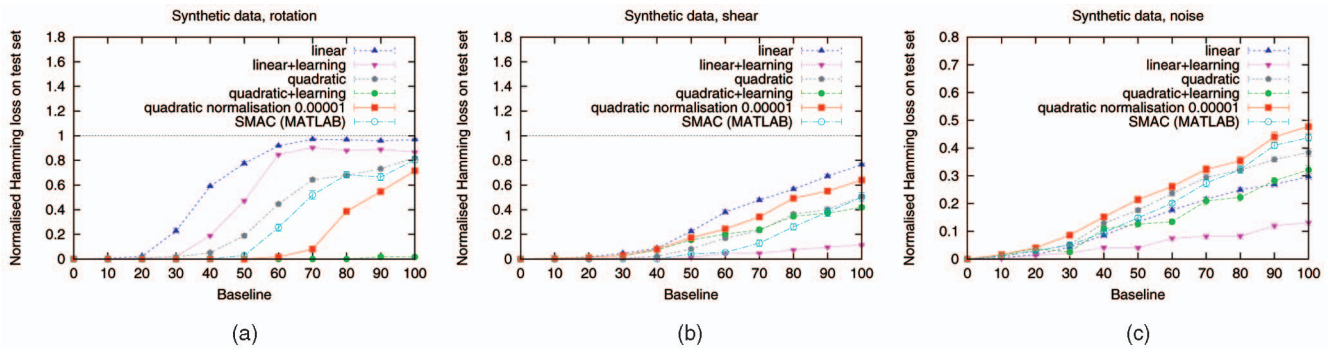 Synthetic data, rotation
Normalised Hamming loss on test set
1.8
1.6
1.4
1.2
1
0.8
0.6
0.4
0.2
0
linear
linear+learning
quadratic
quadratic+learning
quadratic normalisation 0.00001
SMAC (MATLAB)
0 10 20 30 40 50 60 70 80 90 100
Baseline
(a)
Synthetic data, shear
Normalised Hamming loss on test set
1.8
1.6
1.4
1.2
1
0.8
0.6
0.4
0.2
0
linear
linear+learning
quadratic
quadratic+learning
quadratic normalisation 0.00001
SMAC (MATLAB)
0 10 20 30 40 50 60 70 80 90 100
Baseline
(b)
Synthetic data, noise
Normalised Hamming loss on test set
0.8
0.7
0.6
0.5
0.4
0.3
0.2
0.1
0
linear
linear+learning
quadratic
quadratic+learning
quadratic normalisation 0.00001
SMAC (MATLAB)
0 10 20 30 40 50 60 70 80 90 100
Baseline
(c)